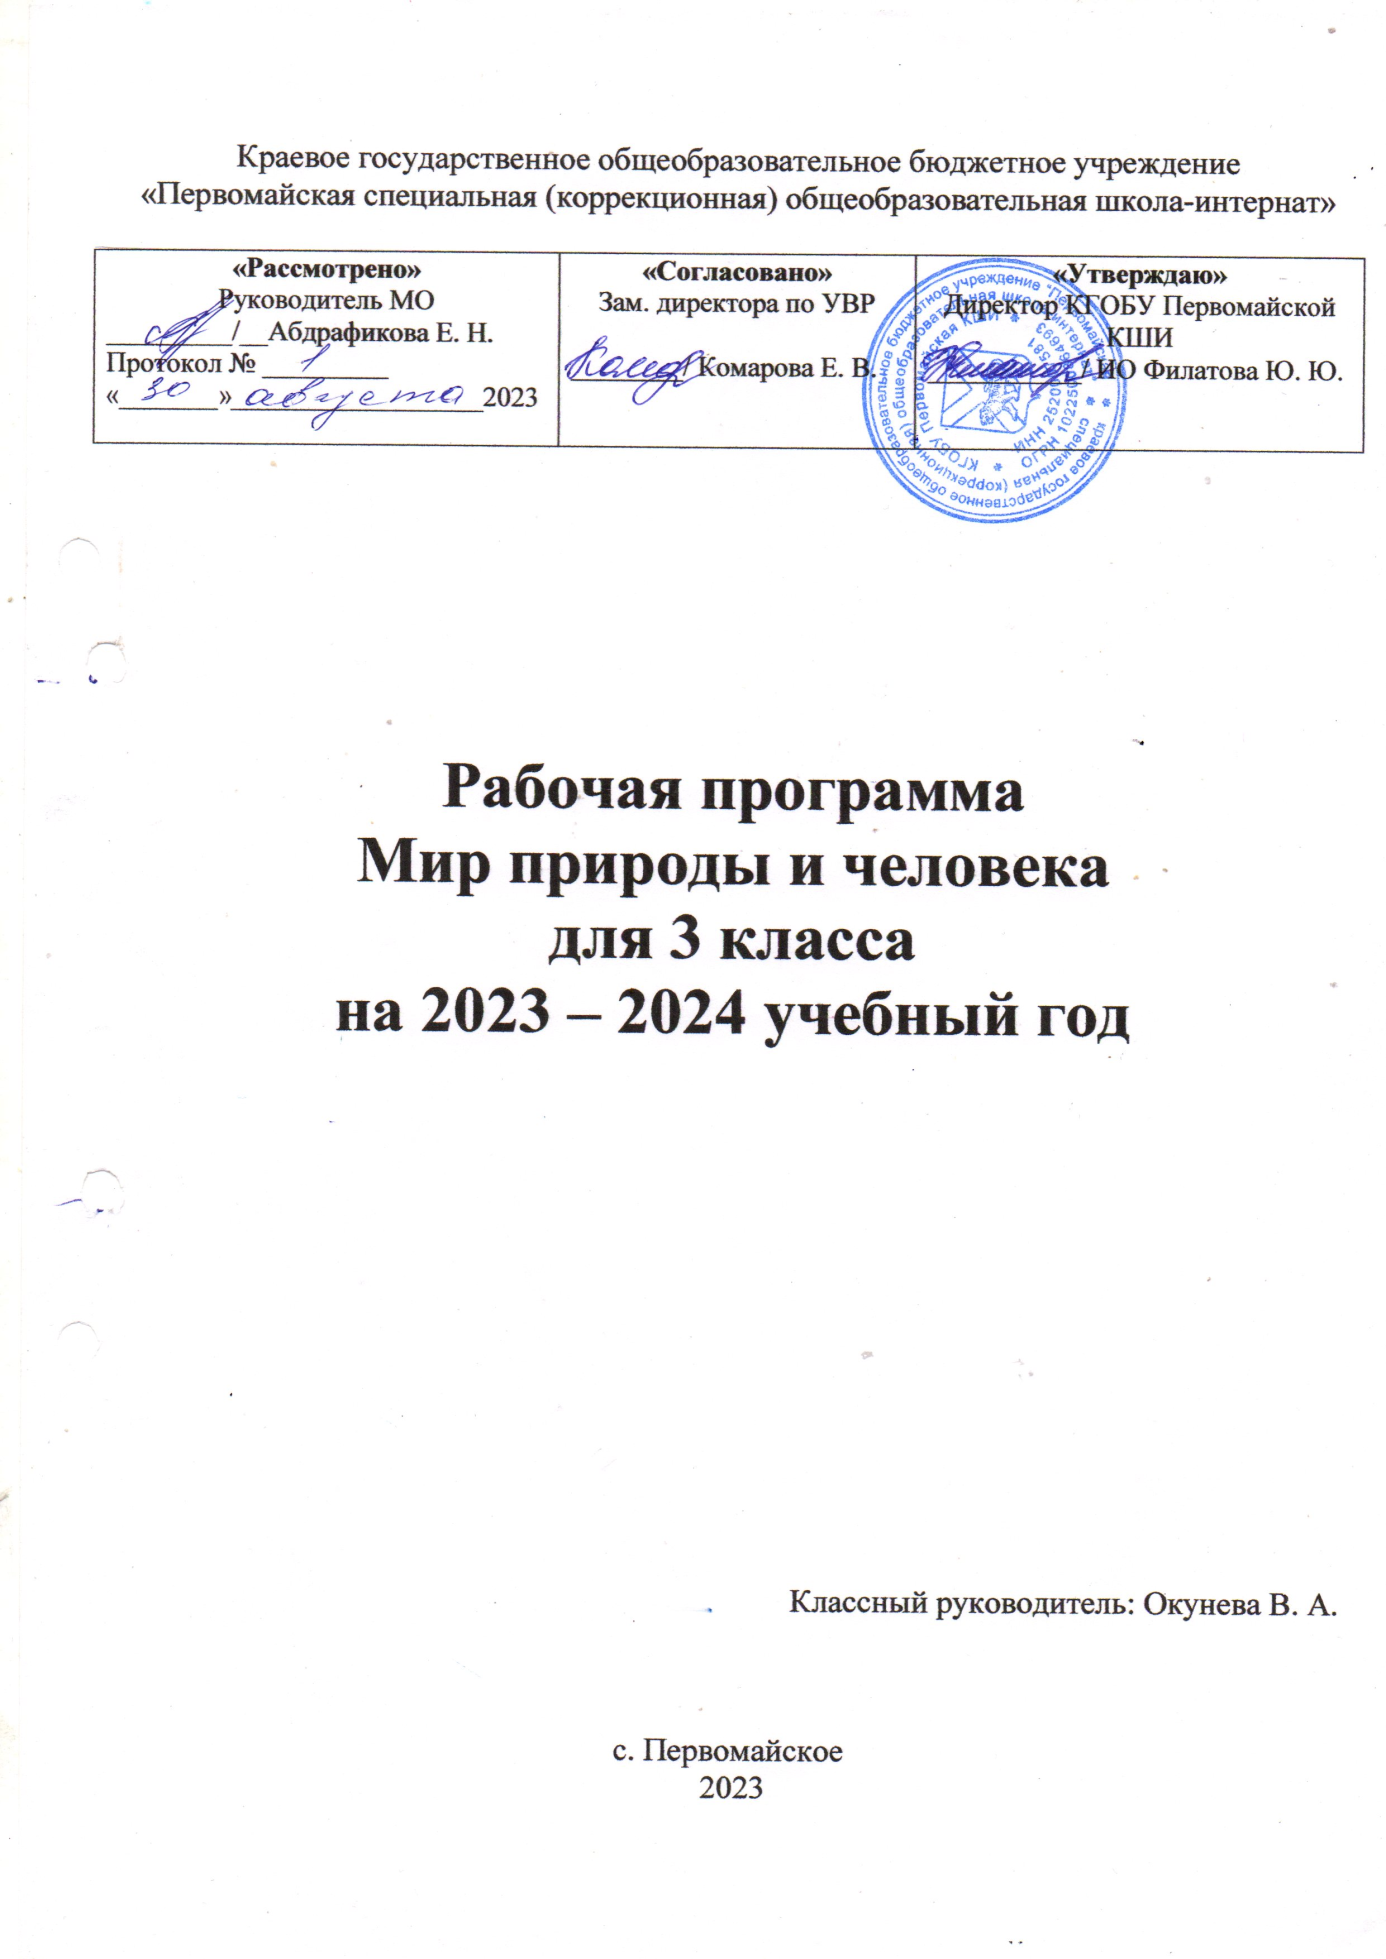 Краевое государственное общеобразовательное бюджетное учреждение
«Первомайская специальная (коррекционная) общеобразовательная школа-интернат»
«Рассмотрено»
Руководитель МО
/ Абдрафикова Е. Н.
Протокол № 1
«30» августа 2023
«Согласовано»
Зам. директора по УВР
/ Комарова Е. В.
«Утверждаю»
Директор КГОБУ Первомайской
КШИ
/ ИО Филатова Ю. Ю.
Рабочая программа
Мир природы и человека
для 3 класса
на 2023 – 2024 учебный год
Классный руководитель: Окунева В. А.
с. Первомайское
2023